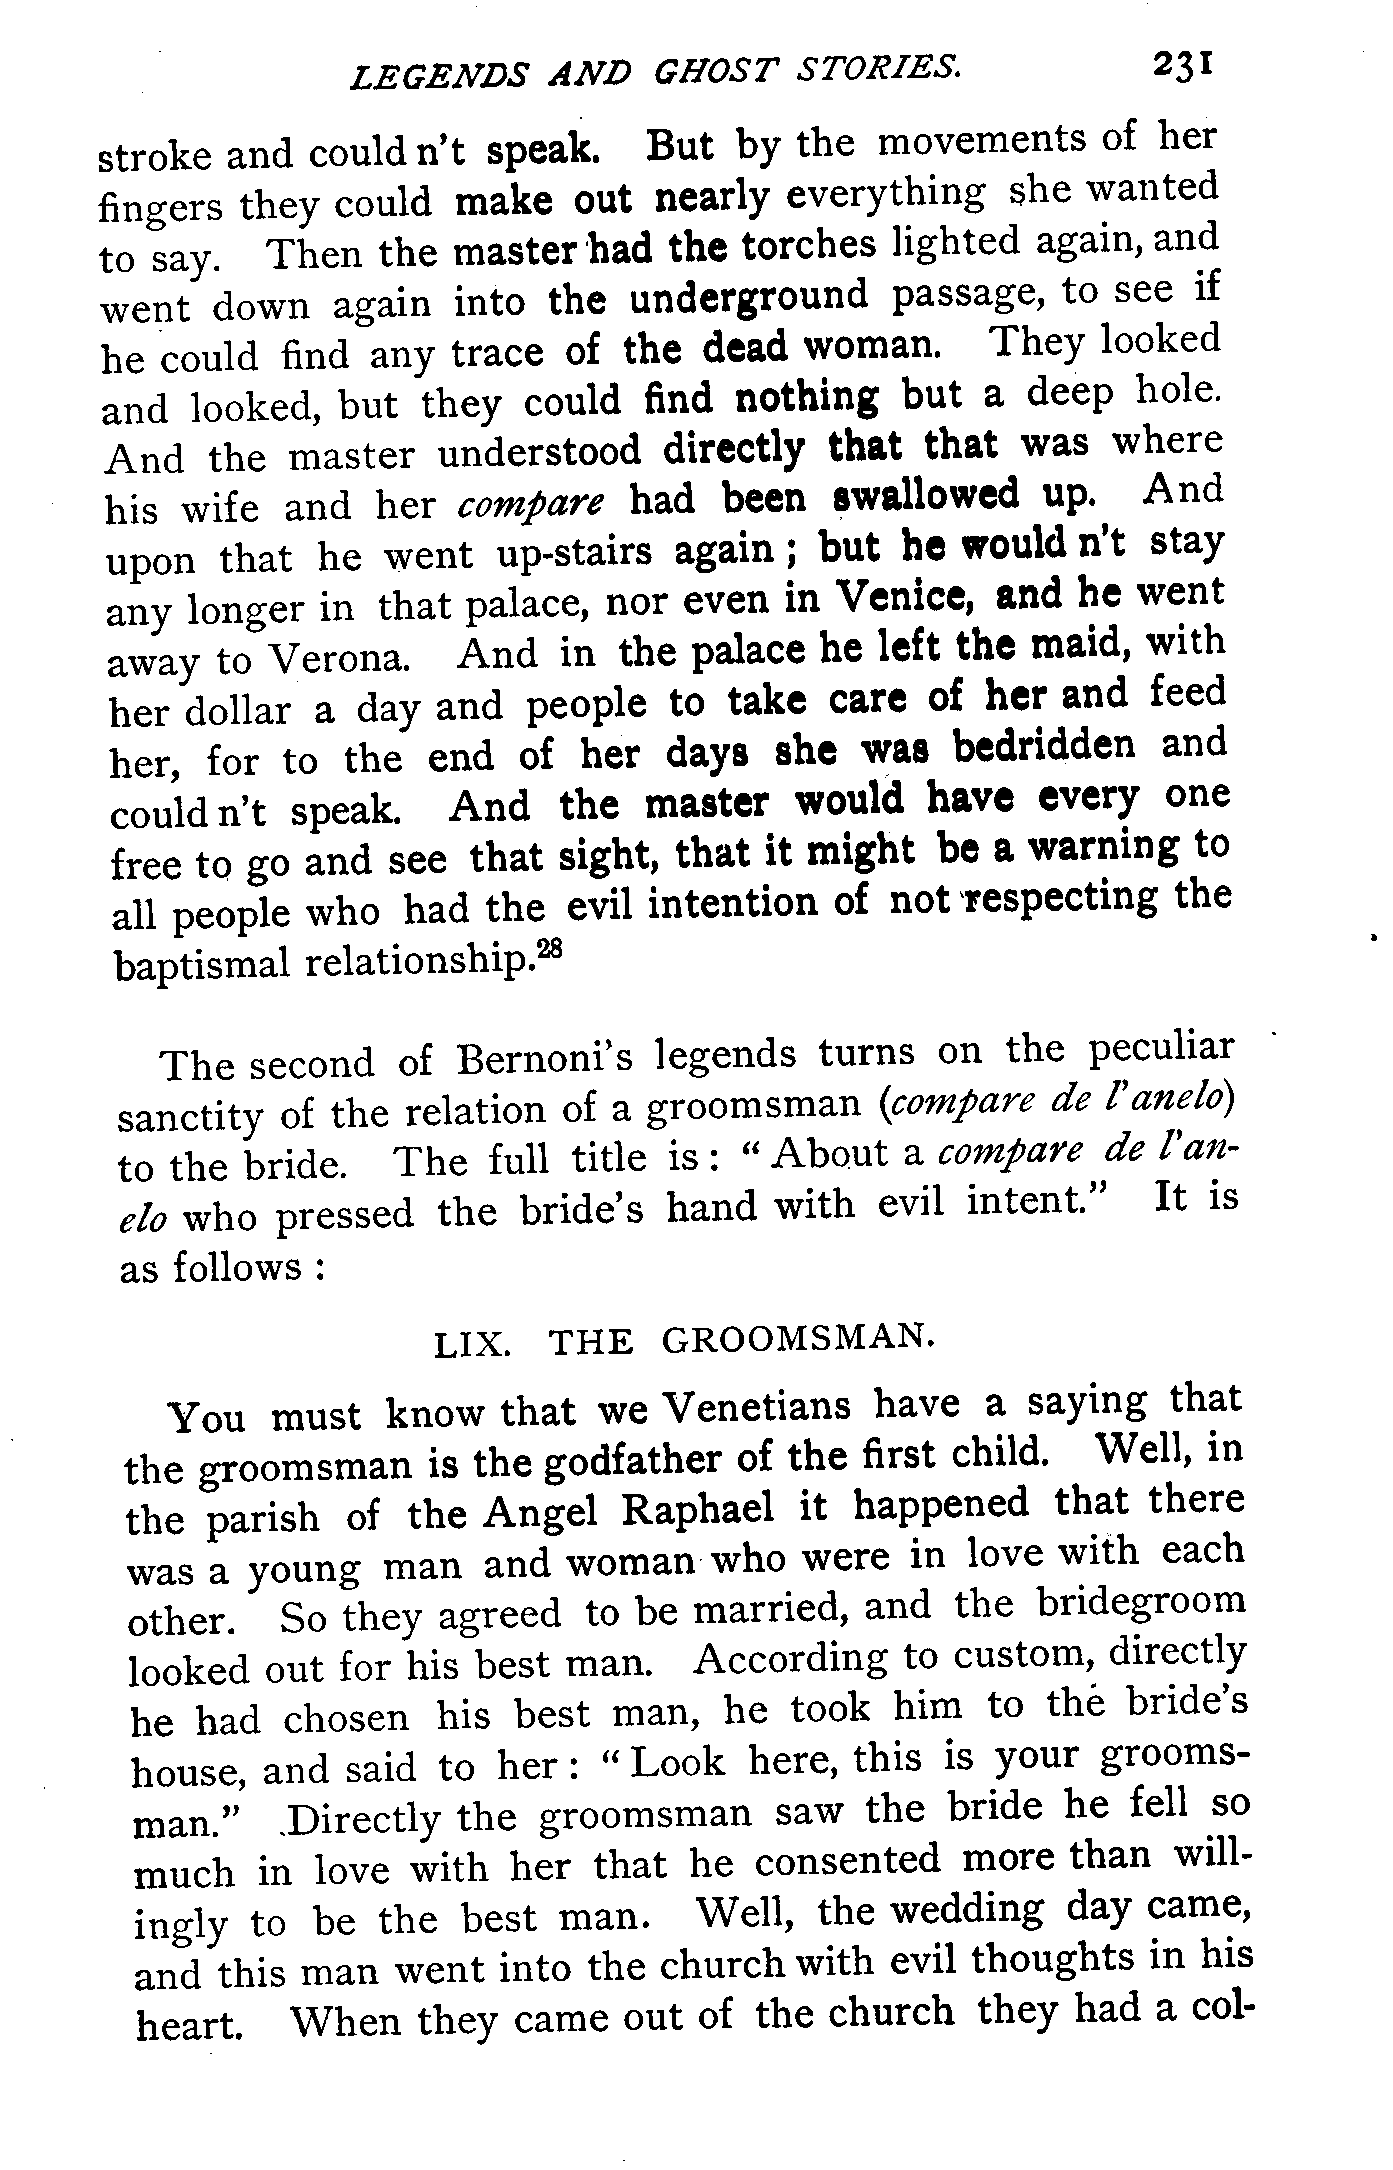 LEGENDS AND GHOST STORIES. 231
stroke and could n't speak. But by the movements of her
fingers they could make out nearly everything she wanted
to say. Then the master had the torches lighted again, and
went down again into the underground passage, to see if
he could find any trace of the dead woman. They looked
and looked, but they could find nothing but a deep hole.
And the master understood directly that that was where
his wife and her compare had been swallowed up. And
upon that he went up-stairs again ; but he would n't stay
any longer in that palace, nor even in Venice, and he went
away to Verona. And in the palace he left the maid, with
her dollar a day and people to take care of her and feed
her, for to the end of her days she was bedridden and
could n't speak. And the master would have every one
free to go and see that sight, that it might be a warning to
all people who had the evil intention of not respecting the
baptismal relationship.28
The second of Bernoni's legends turns on the peculiar
sanctity of the relation of a groomsman (compare de l'anelo)
to the bride. The full title is : “ About a compare de l'an-
elo who pressed the bride's hand with evil intent.” It is
as follows :
LIX. THE GROOMSMAN.
You must know that we Venetians have a saying that
the groomsman is the godfather of the first child. Well, in
the parish of the Angel Raphael it happened that there
was a young man and woman who were in love with each
other. So they agreed to be married, and the bridegroom
looked out for his best man. According to custom, directly
he had chosen his best man, he took him to the bride's
house, and said to her : “ Look here, this is your grooms-
man.” Directly the groomsman saw the bride he fell so
much in love with her that he consented more than will-
ingly to be the best man. Well, the wedding day came,
and this man went into the church with evil thoughts in his
heart. When they came out of the church they had a col-